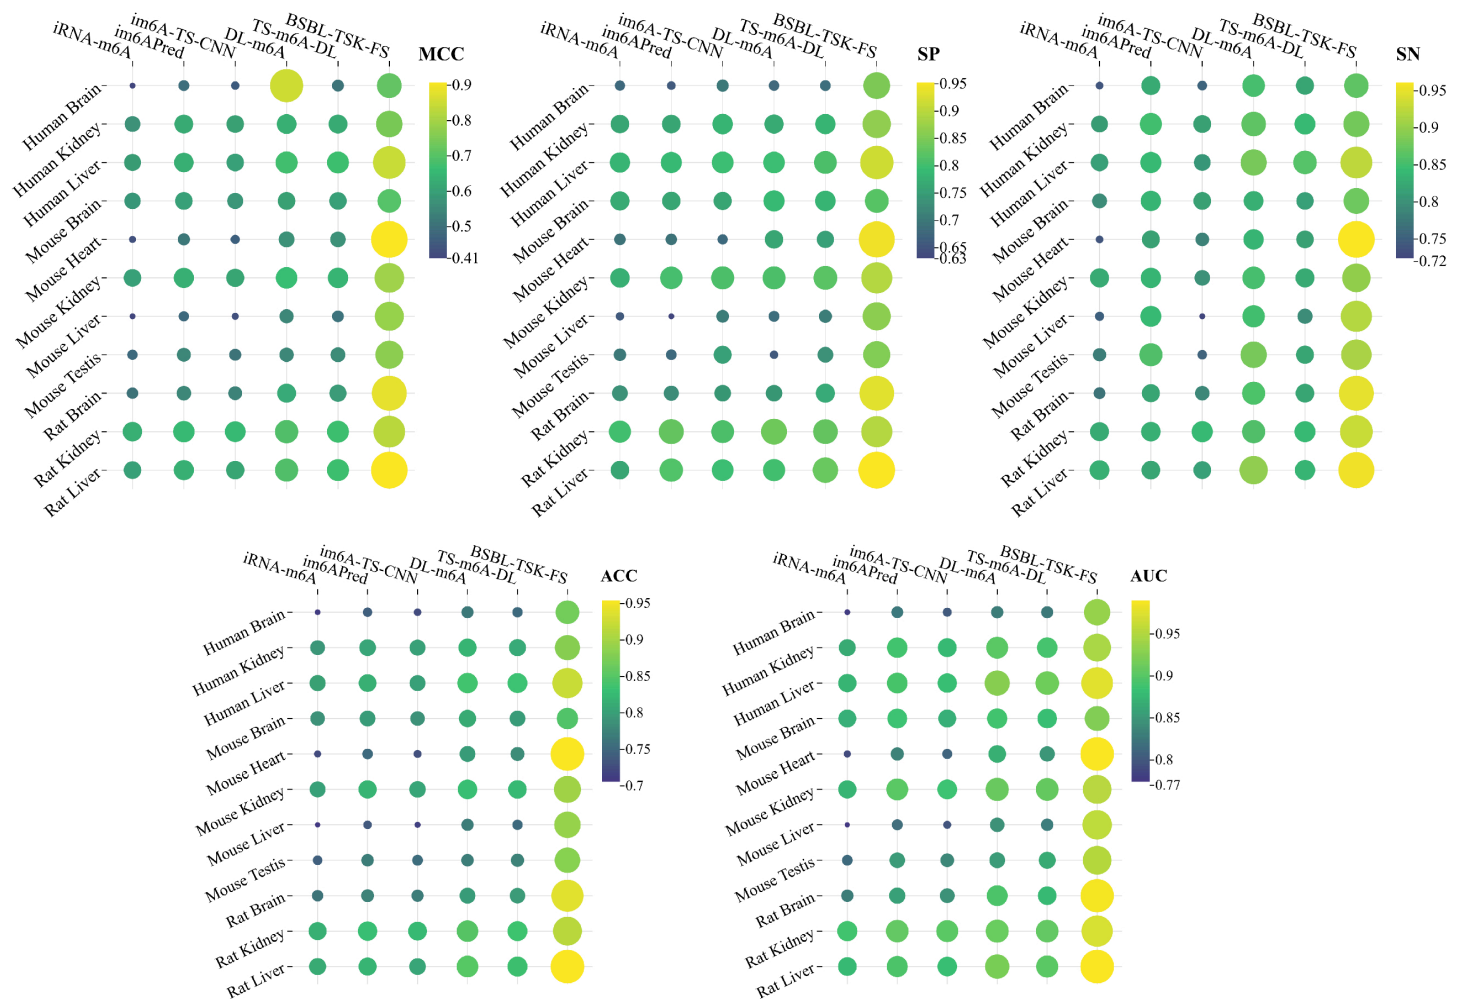 iRNA-m6A
im6APred
im6A-TS-CNN
DL-m6A
TS-m6A-DL
BSBL-TSK-FS
MCC
Human Brain
Human Kidney
Human Liver
Mouse Brain
Mouse Heart
Mouse Kidney
Mouse Liver
Mouse Testis
Rat Brain
Rat Kidney
Rat Liver
0.9
0.8
0.7
0.6
0.5
0.41
iRNA-m6A
im6APred
im6A-TS-CNN
DL-m6A
TS-m6A-DL
BSBL-TSK-FS
SP
Human Brain
Human Kidney
Human Liver
Mouse Brain
Mouse Heart
Mouse Kidney
Mouse Liver
Mouse Testis
Rat Brain
Rat Kidney
Rat Liver
0.95
0.9
0.85
0.8
0.75
0.7
0.65
0.63
iRNA-m6A
im6APred
im6A-TS-CNN
DL-m6A
TS-m6A-DL
BSBL-TSK-FS
SN
Human Brain
Human Kidney
Human Liver
Mouse Brain
Mouse Heart
Mouse Kidney
Mouse Liver
Mouse Testis
Rat Brain
Rat Kidney
Rat Liver
0.95
0.9
0.85
0.8
0.75
0.72
iRNA-m6A
im6APred
im6A-TS-CNN
DL-m6A
TS-m6A-DL
BSBL-TSK-FS
ACC
Human Brain
Human Kidney
Human Liver
Mouse Brain
Mouse Heart
Mouse Kidney
Mouse Liver
Mouse Testis
Rat Brain
Rat Kidney
Rat Liver
0.95
0.9
0.85
0.8
0.75
0.7
iRNA-m6A
im6APred
im6A-TS-CNN
DL-m6A
TS-m6A-DL
BSBL-TSK-FS
AUC
Human Brain
Human Kidney
Human Liver
Mouse Brain
Mouse Heart
Mouse Kidney
Mouse Liver
Mouse Testis
Rat Brain
Rat Kidney
Rat Liver
0.95
0.9
0.85
0.8
0.77